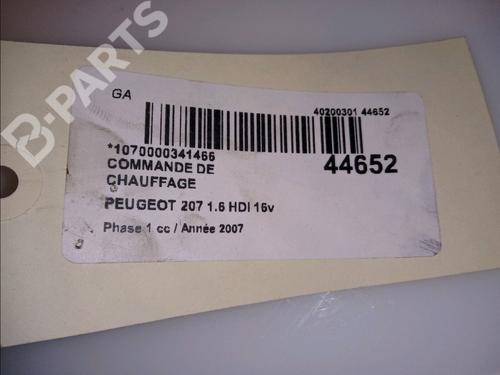 B-PARTS
GA
40200301 44652
*1070000341466
44652
COMMANDE DE
CHAUFFAGE
PEUGEOT 207 1.6 HDI 16v
Phase 1 cc / Année 2007